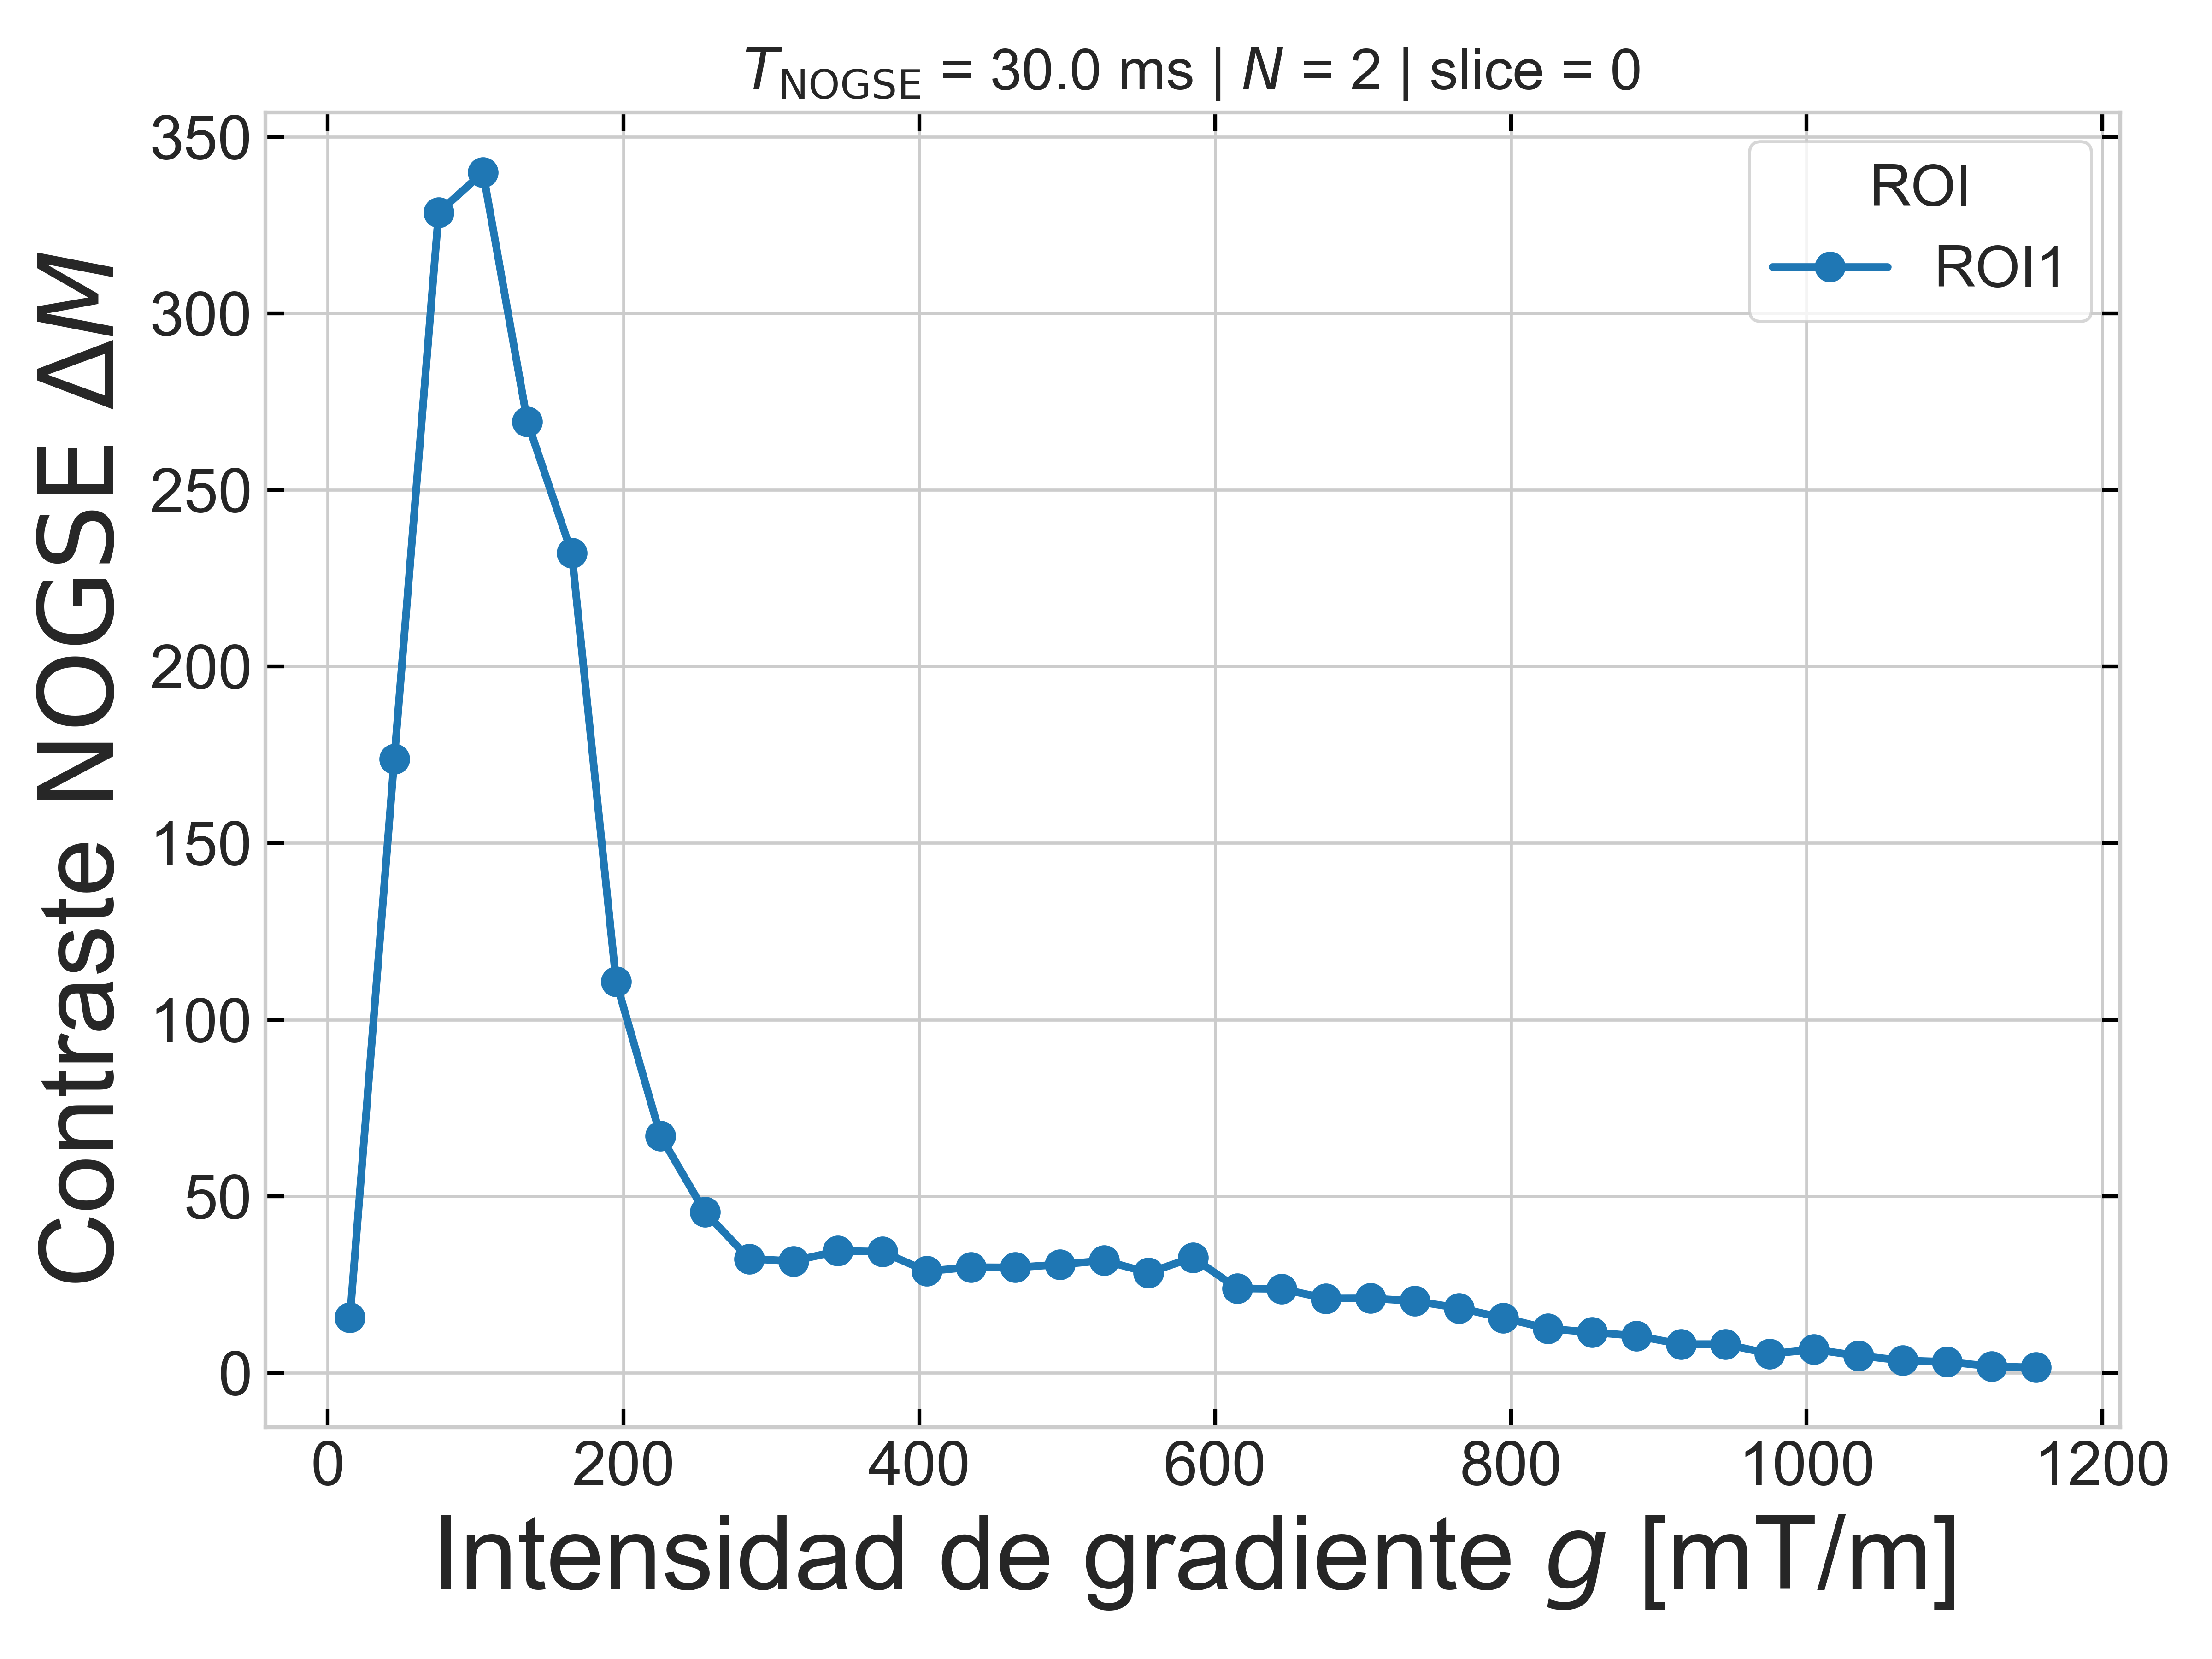 T_NOGSE = 30.0 ms | N = 2 | slice = 0
Contraste NOGSE ΔM
350
300
250
200
150
100
50
0
ROI
ROI1
0 200 400 600 800 1000 1200
Intensidad de gradiente g [mT/m]